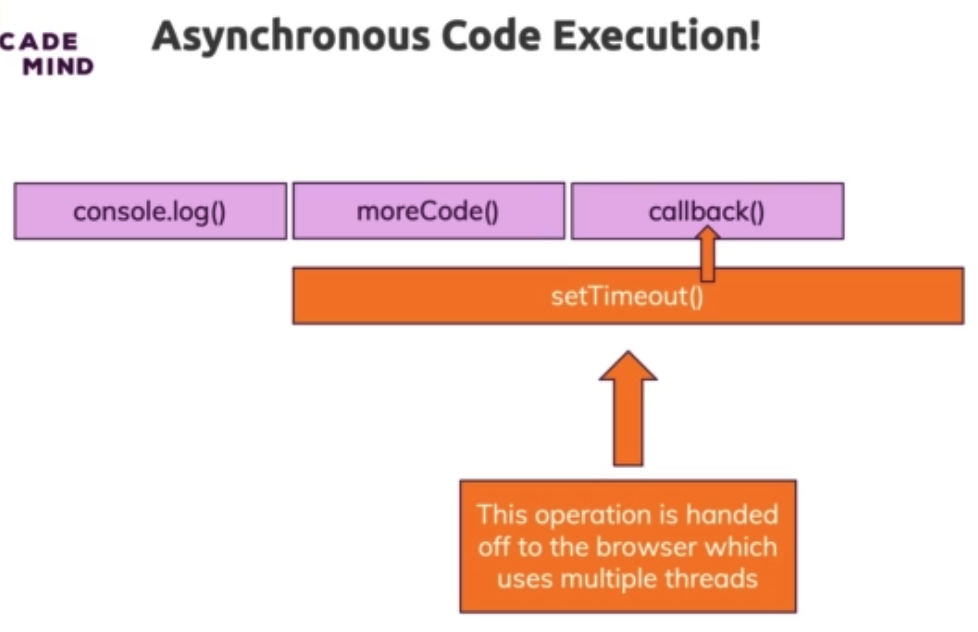 CADE
MIND
Asynchronous Code Execution!
console.log()
moreCode()
callback()
setTimeout()
This operation is handed
off to the browser which
uses multiple threads